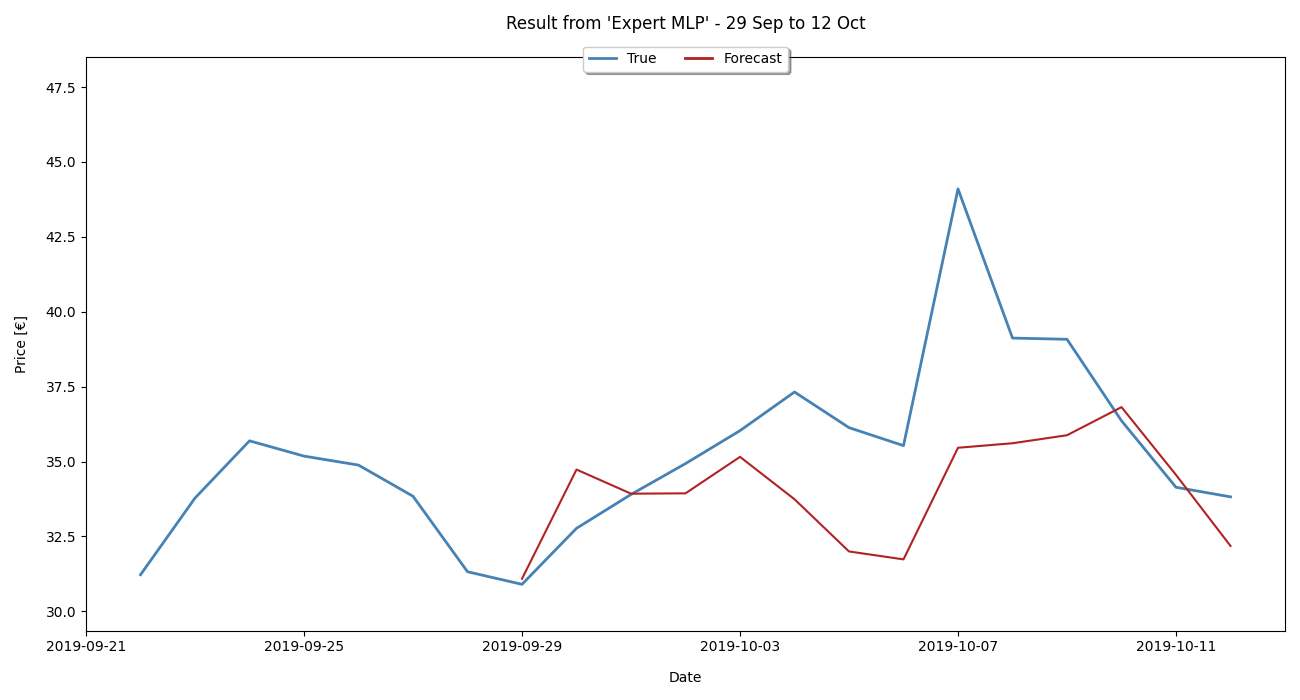 Result from 'Expert MLP' - 29 Sep to 12 Oct
True Forecast
47.5
45.0
42.5
40.0
37.5
35.0
32.5
30.0
Price [€]
2019-09-21 2019-09-25 2019-09-29 2019-10-03 2019-10-07 2019-10-11
Date